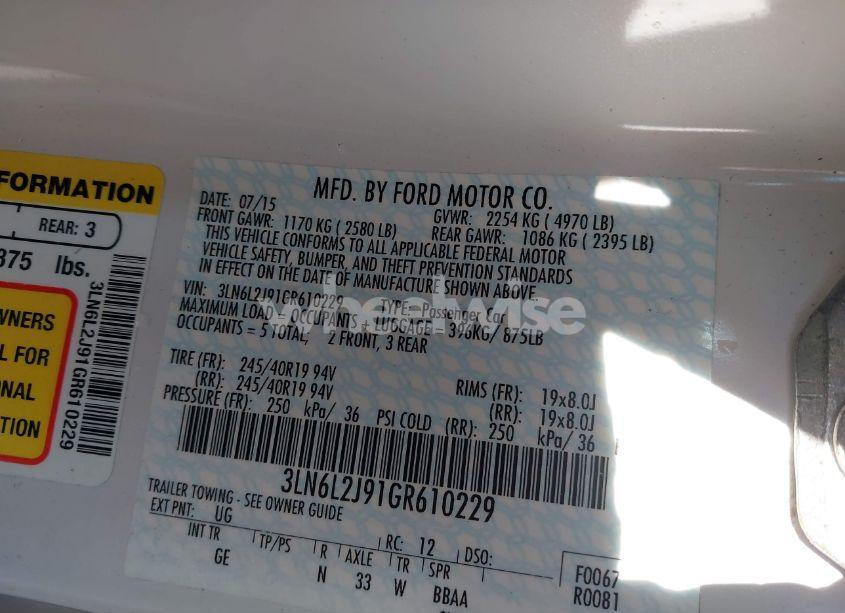 FORMATION
REAR: 3
375 lbs.
WNERS
L FOR
ONAL
TION
3LN6L2J91GR610229
MFD. BY FORD MOTOR CO.
DATE: 07/15 GVWR: 2254 KG ( 4970 LB)
FRONT GAWR: 1170 KG ( 2580 LB) REAR GAWR: 1086 KG ( 2395 LB)
THIS VEHICLE CONFORMS TO ALL APPLICABLE FEDERAL MOTOR
VEHICLE SAFETY, BUMPER, AND THEFT PREVENTION STANDARDS
IN EFFECT ON THE DATE OF MANUFACTURE SHOWN ABOVE.
VIN: 3LN6L2J91GR610229 TYPE: Passenger Car
MAXIMUM LOAD = OCCUPANTS + LUGGAGE = 396KG/ 875LB
OCCUPANTS = 5 TOTAL, 2 FRONT, 3 REAR
wheelwise
TIRE (FR): 245/40R19 94V RIMS (FR): 19x8.0J
(RR): 245/40R19 94V (RR): 19x8.0J
PRESSURE (FR): 250 kPa/ 36 PSI COLD (RR): 250 kPa/ 36
3LN6L2J91GR610229
TRAILER TOWING - SEE OWNER GUIDE
EXT PNT: UG RC: 12 DSO:
INT TR TP/PS R AXLE TR SPR F0067
GE N 33 W BBAA R0081